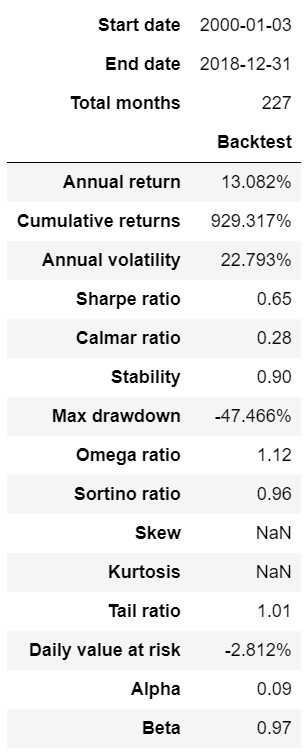 Start date 2000-01-03
End date 2018-12-31
Total months 227
Backtest
Annual return 13.082%
Cumulative returns 929.317%
Annual volatility 22.793%
Sharpe ratio 0.65
Calmar ratio 0.28
Stability 0.90
Max drawdown -47.466%
Omega ratio 1.12
Sortino ratio 0.96
Skew NaN
Kurtosis NaN
Tail ratio 1.01
Daily value at risk -2.812%
Alpha 0.09
Beta 0.97